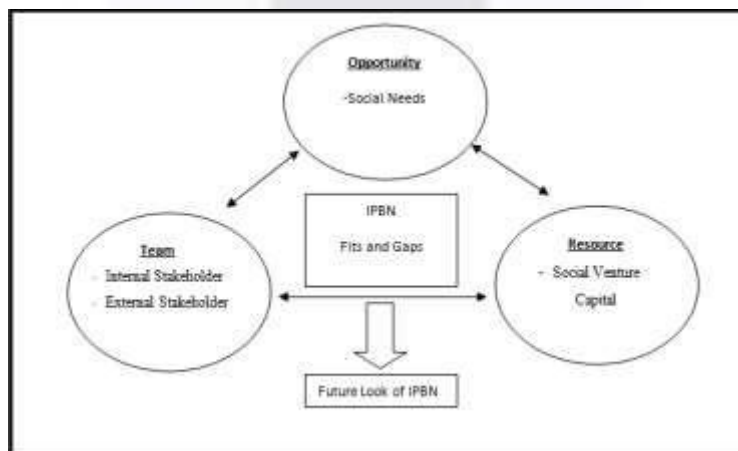 Opportunity
-Social Needs
IPBN
Fits and Gaps
Team
- Internal Stakeholder
- External Stakeholder
Resource
- Social Venture
Capital
Future Look of IPBN